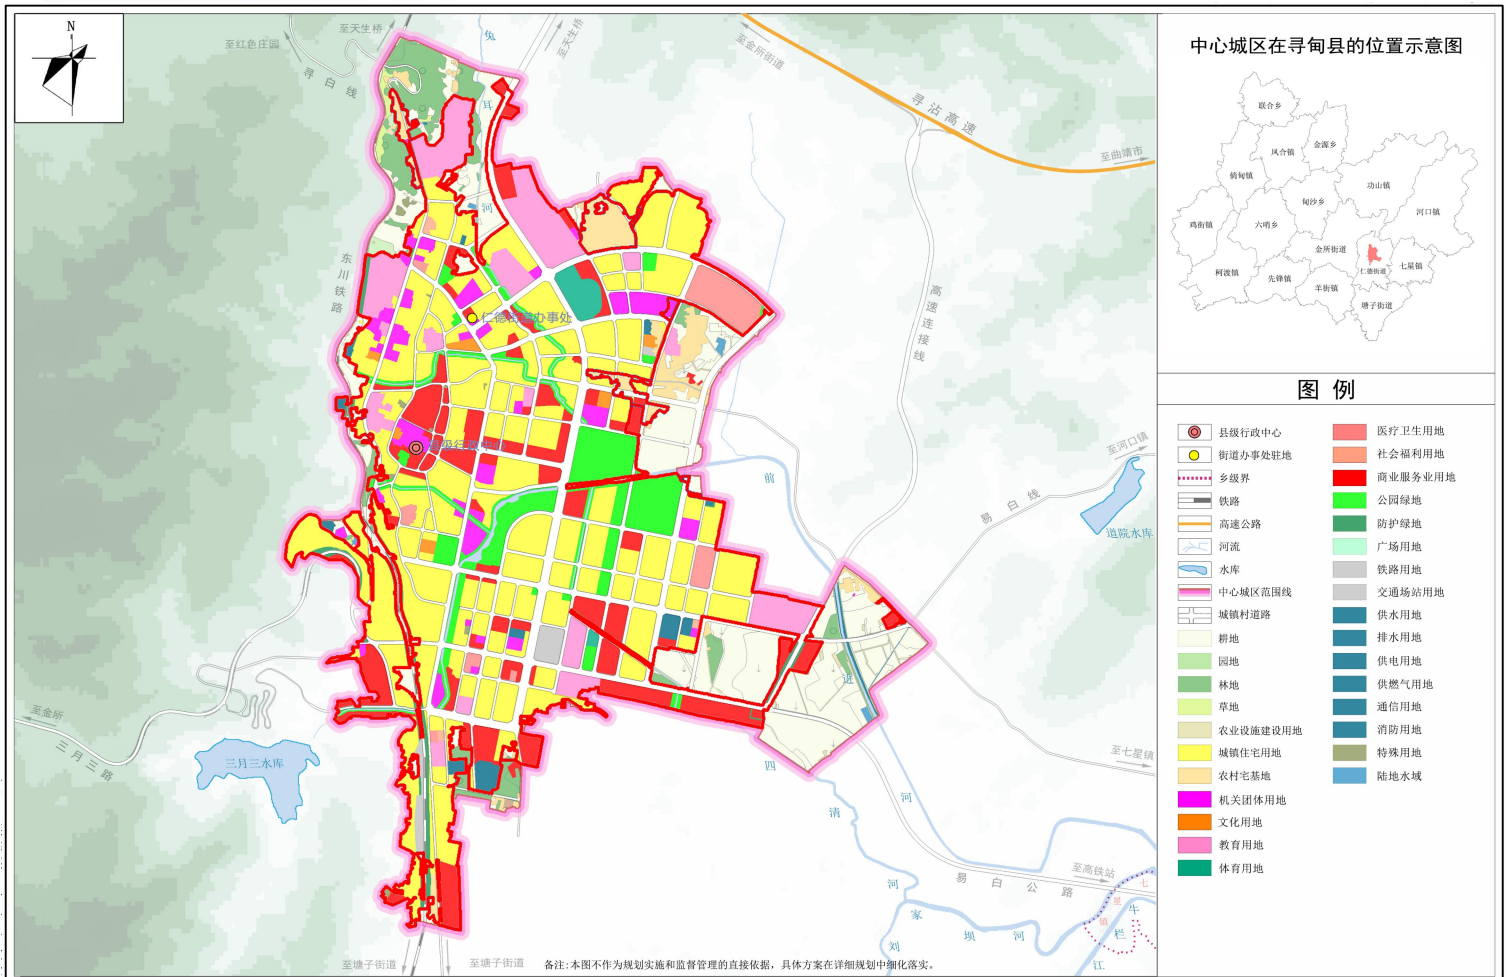 N
至红色庄园
至天生桥
寻白线
兔
耳
河
至天生桥
至金所街道
寻沾高速
至曲靖市
东川铁路
仁德街道办事处
高速连接线
县级行政中心
前
进
河
至河口镇
易白线
道院水库
至金所
三月三路
三月三水库
至七星镇
四
清
河
易白公路
至高铁站
七星镇
牛
栏
江
刘
家
坝
河
至塘子街道
至塘子街道
备注:本图不作为规划实施和监督管理的直接依据，具体方案在详细规划中细化落实。
中心城区在寻甸县的位置示意图
联合乡
凤合镇
金源乡
倘甸镇
功山镇
甸沙乡
河口镇
鸡街镇
六哨乡
金所街道
仁德街道
七星镇
柯渡镇
先锋镇
羊街镇
塘子街道
图例
县级行政中心
街道办事处驻地
乡级界
铁路
高速公路
河流
水库
中心城区范围线
城镇村道路
耕地
园地
林地
草地
农业设施建设用地
城镇住宅用地
农村宅基地
机关团体用地
文化用地
教育用地
体育用地
医疗卫生用地
社会福利用地
商业服务业用地
公园绿地
防护绿地
广场用地
铁路用地
交通场站用地
供水用地
排水用地
供电用地
供燃气用地
通信用地
消防用地
特殊用地
陆地水域